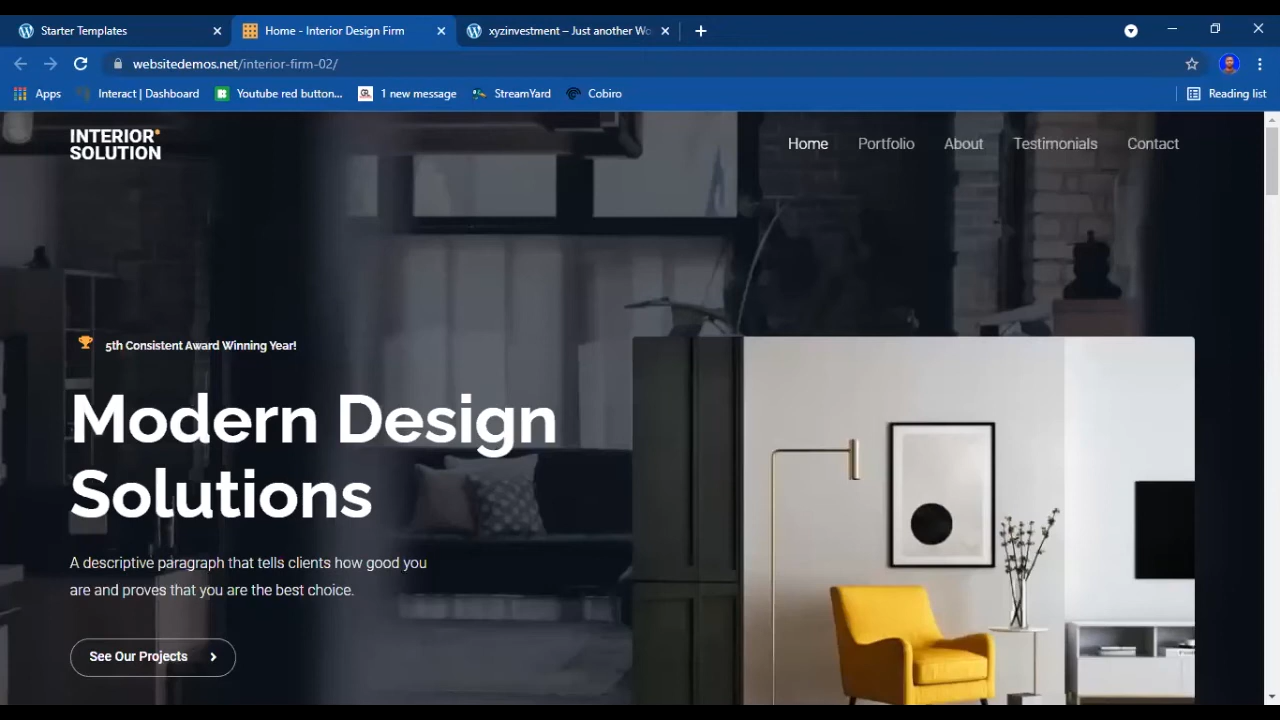 Starter Templates
Home - Interior Design Firm
xyzinvestment – Just another Wo
websitedemos.net/interior-firm-02/
Apps
Interact | Dashboard
Youtube red button...
1 new message
StreamYard
Cobiro
Reading list
INTERIOR
SOLUTION
Home
Portfolio
About
Testimonials
Contact
5th Consistent Award Winning Year!
Modern Design
Solutions
A descriptive paragraph that tells clients how good you
are and proves that you are the best choice.
See Our Projects